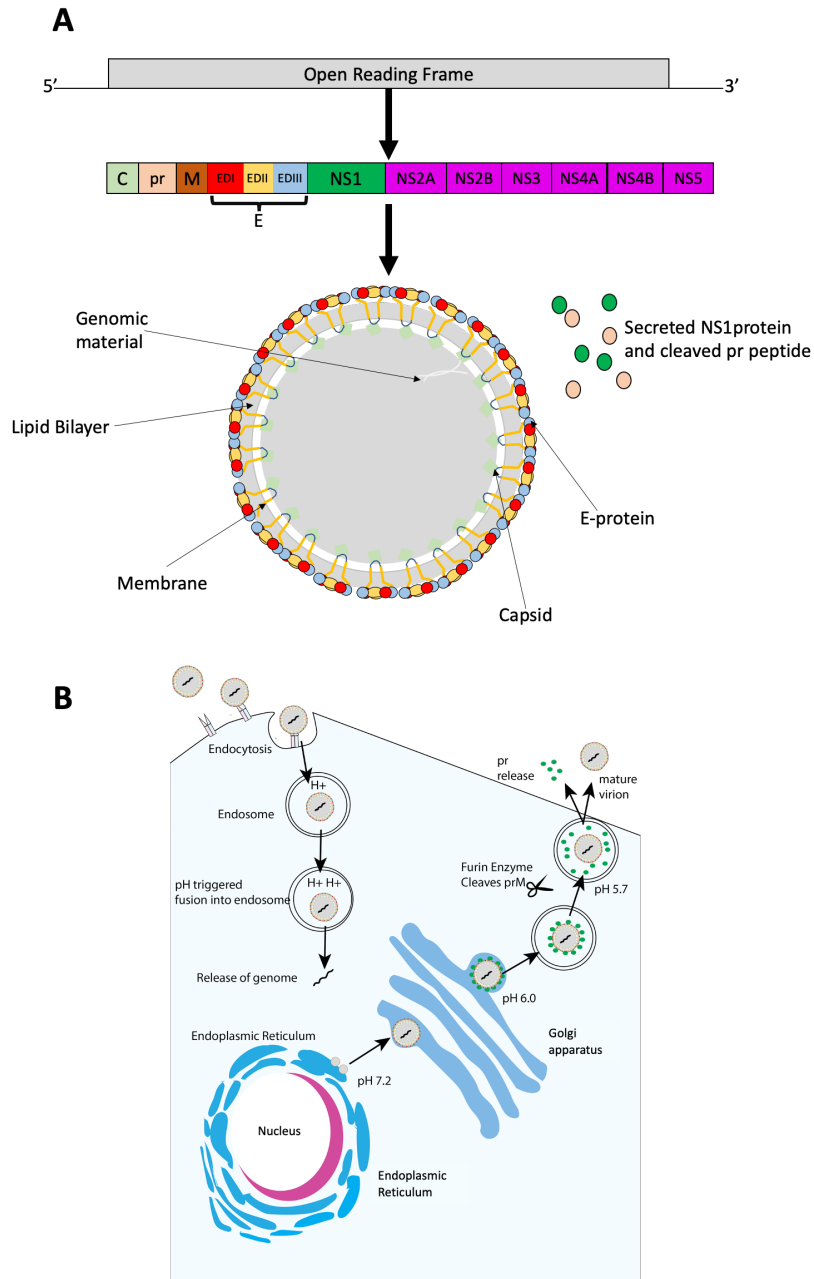 A
Open Reading Frame
5’
3’
C pr M EDI EDII EDIII NS1 NS2A NS2B NS3 NS4A NS4B NS5
E
Genomic
material
Secreted NS1protein
and cleaved pr peptide
Lipid Bilayer
E-protein
Membrane
Capsid
B
Endocytosis
H+
Endosome
pH triggered
fusion into endosome
H+ H+
Release of genome
pr
release
mature
virion
Furin Enzyme
Cleaves prM
pH 5.7
pH 6.0
Golgi
apparatus
Endoplasmic Reticulum
pH 7.2
Nucleus
Endoplasmic
Reticulum